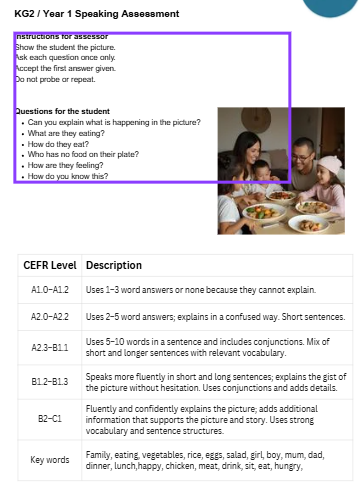 KG2 / Year 1 Speaking Assessment
Instructions for assessor
Show the student the picture.
Ask each question once only.
Accept the first answer given.
Do not probe or repeat.
Questions for the student
• Can you explain what is happening in the picture?
• What are they eating?
• How do they eat?
• Who has no food on their plate?
• How are they feeling?
• How do you know this?
CEFR Level Description
A1.0–A1.2 Uses 1–3 word answers or none because they cannot explain.
A2.0–A2.2 Uses 2–5 word answers; explains in a confused way. Short sentences.
A2.3–B1.1 Uses 5–10 words in a sentence and includes conjunctions. Mix of
short and longer sentences with relevant vocabulary.
B1.2–B1.3 Speaks more fluently in short and long sentences; explains the gist of
the picture without hesitation. Uses conjunctions and adds details.
B2–C1 Fluently and confidently explains the picture; adds additional
information that supports the picture and story. Uses strong
vocabulary and sentence structures.
Key words Family, eating, vegetables, rice, eggs, salad, girl, boy, mum, dad,
dinner, lunch,happy, chicken, meat, drink, sit, eat, hungry,